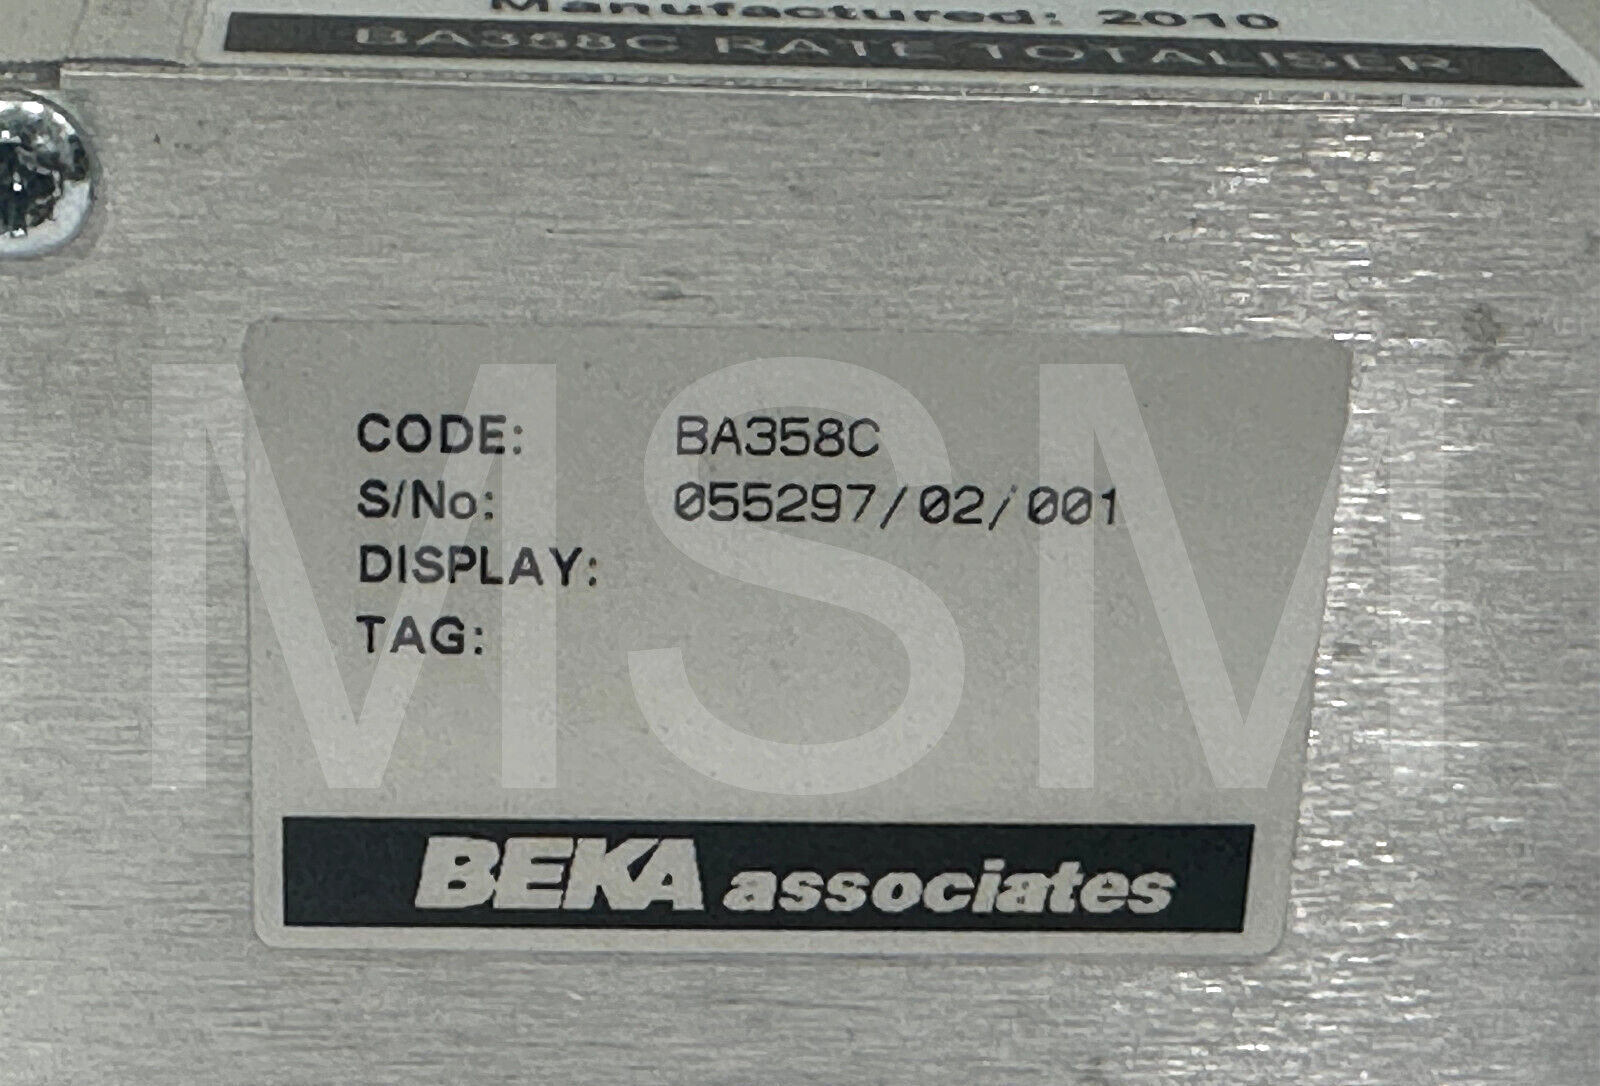 Manufactured: 2010
BA358C RATE TOTALISER
CODE: BA358C
S/No: 055297/02/001
DISPLAY:
TAG:
MSM
BEKA associates